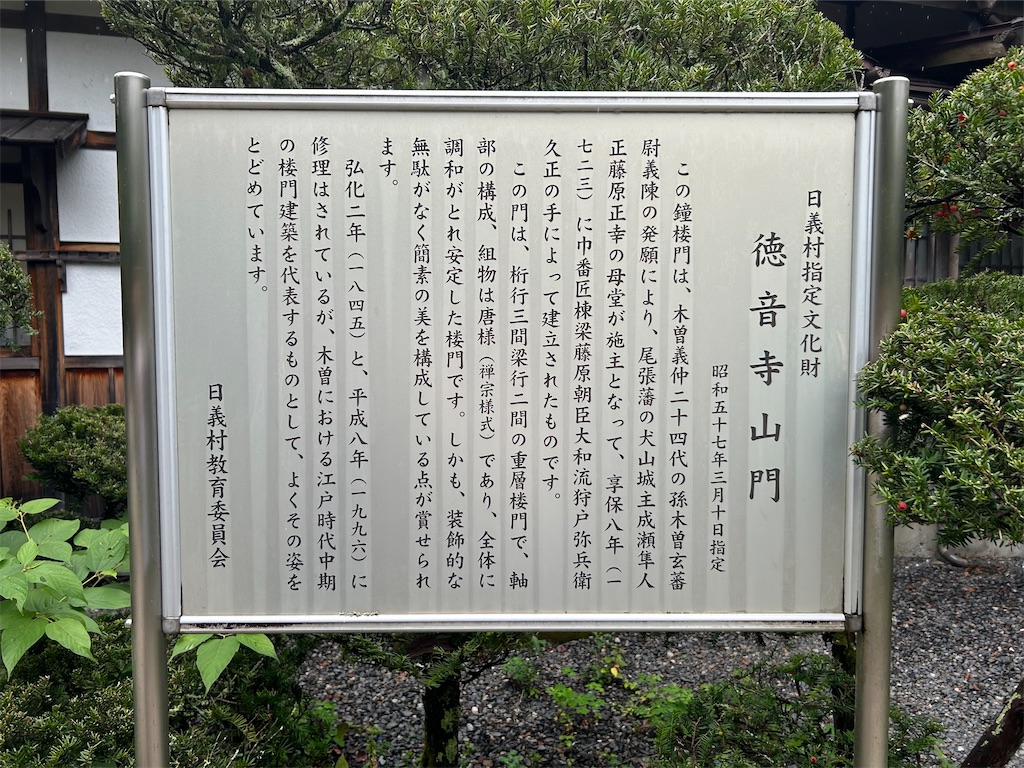 日義村指定文化財
徳音寺山門
昭和五十七年三月十日指定
この鐘楼門は、木曽義仲二十四代の孫木曽玄蕃
尉義陳の発願により、尾張藩の犬山城主成瀬隼人
正藤原正幸の母堂が施主となって、享保八年（一
七二三）に巾番匠棟梁藤原朝臣大和流狩戸弥兵衛
久正の手によって建立されたものです。
この門は、桁行三間梁行二間の重層楼門で、軸
部の構成、組物は唐様（禅宗様式）であり、全体に
調和がとれ安定した楼門です。しかも、装飾的な
無駄がなく簡素の美を構成している点が賞せられ
ます。
弘化二年（一八四五）と、平成八年（一九九六）に
修理はされているが、木曽における江戸時代中期
の楼門建築を代表するものとして、よくその姿を
とどめています。
日義村教育委員会